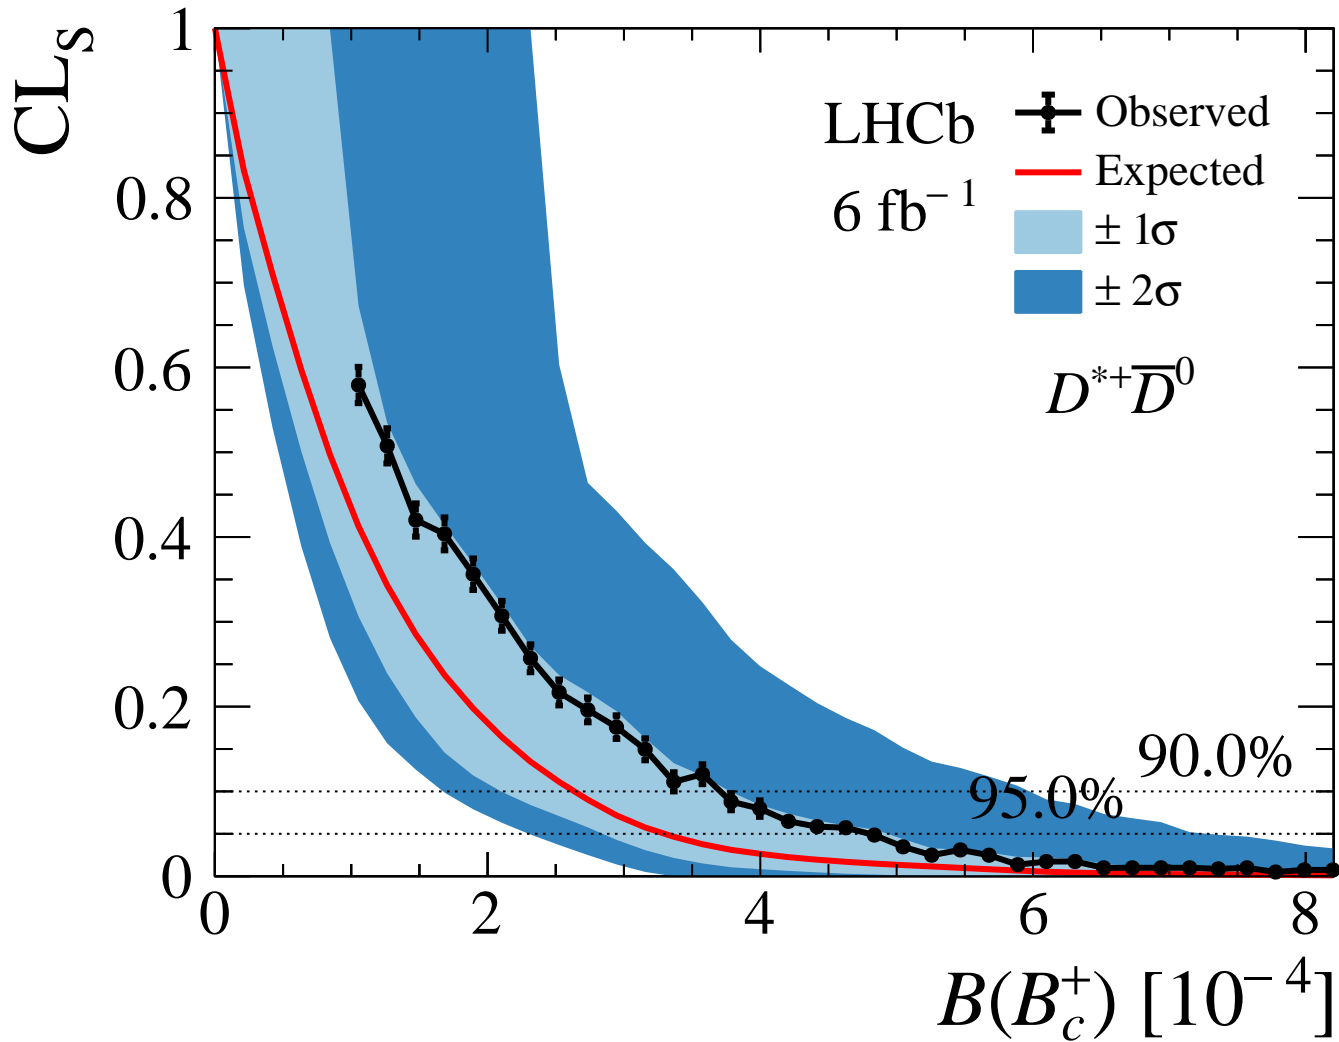 CLₛ
1
0.8
0.6
0.4
0.2
0
0 2 4 6 8
B(B_c^+) [10^{-4}]
LHCb
6 fb^{-1}
Observed
Expected
± 1σ
± 2σ
D^{*+}D̅^0
90.0%
95.0%